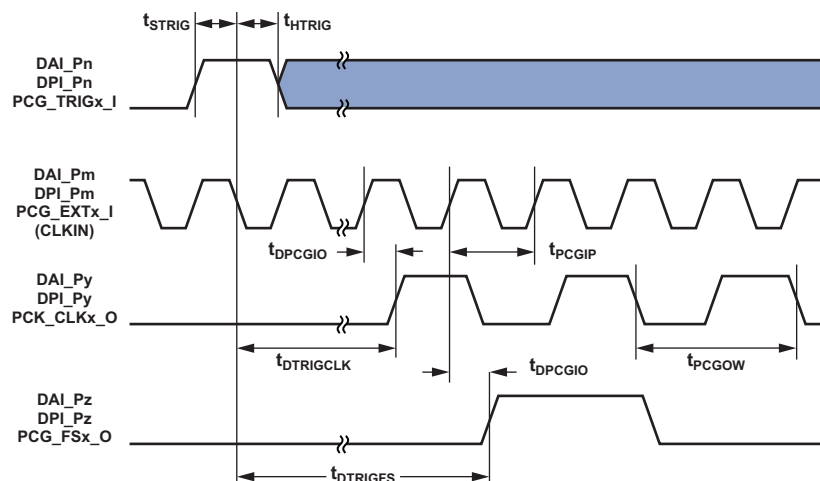 tSTRIG
tHTRIG
DAI_Pn
DPI_Pn
PCG_TRIGx_I
DAI_Pm
DPI_Pm
PCG_EXTx_I
(CLKIN)
tDPCGIO
tPCGIP
DAI_Py
DPI_Py
PCK_CLKx_O
tDTRIGCLK
tDPCGIO
tPCGOW
DAI_Pz
DPI_Pz
PCG_FSx_O
tDTRIGFS